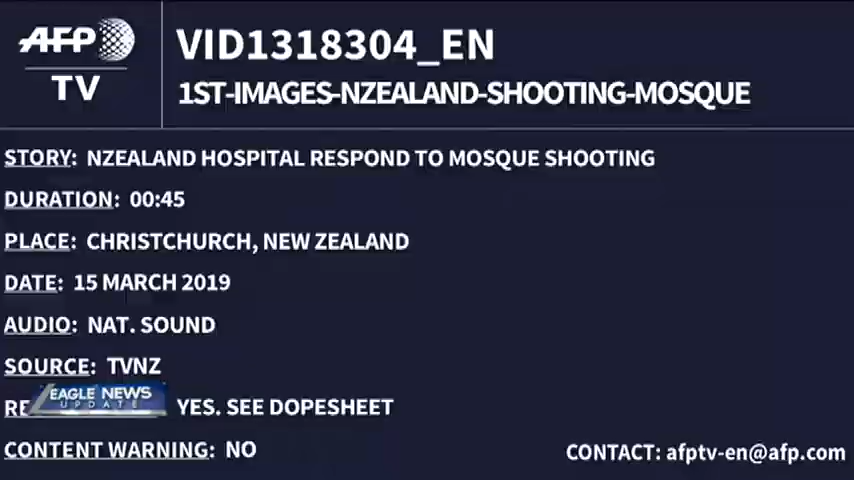 AFP
TV
VID1318304_EN
1ST-IMAGES-NZEALAND-SHOOTING-MOSQUE
STORY: NZEALAND HOSPITAL RESPOND TO MOSQUE SHOOTING
DURATION: 00:45
PLACE: CHRISTCHURCH, NEW ZEALAND
DATE: 15 MARCH 2019
AUDIO: NAT. SOUND
SOURCE: TVNZ
EAGLE NEWS
UPDATE
YES. SEE DOPESHEET
CONTENT WARNING: NO
CONTACT: afptv-en@afp.com